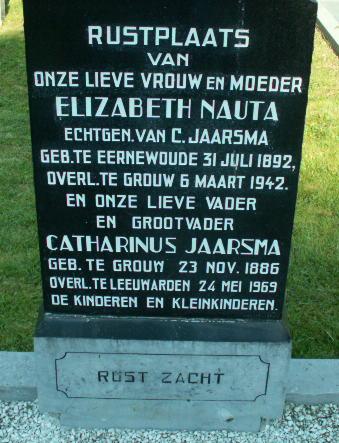 RUSTPLAATS
VAN
ONZE LIEVE VROUW EN MOEDER
ELIZABETH NAUTA
ECHTGEN. VAN C. JAARSMA
GEB. TE EERNEWOUDE 31 JULI 1892,
OVERL. TE GROUW 6 MAART 1942.
EN ONZE LIEVE VADER
EN GROOTVADER
CATHARINUS JAARSMA
GEB. TE GROUW 23 NOV. 1886
OVERL. TE LEEUWARDEN 24 MEI 1969
DE KINDEREN EN KLEINKINDEREN.
RUST ZACHT